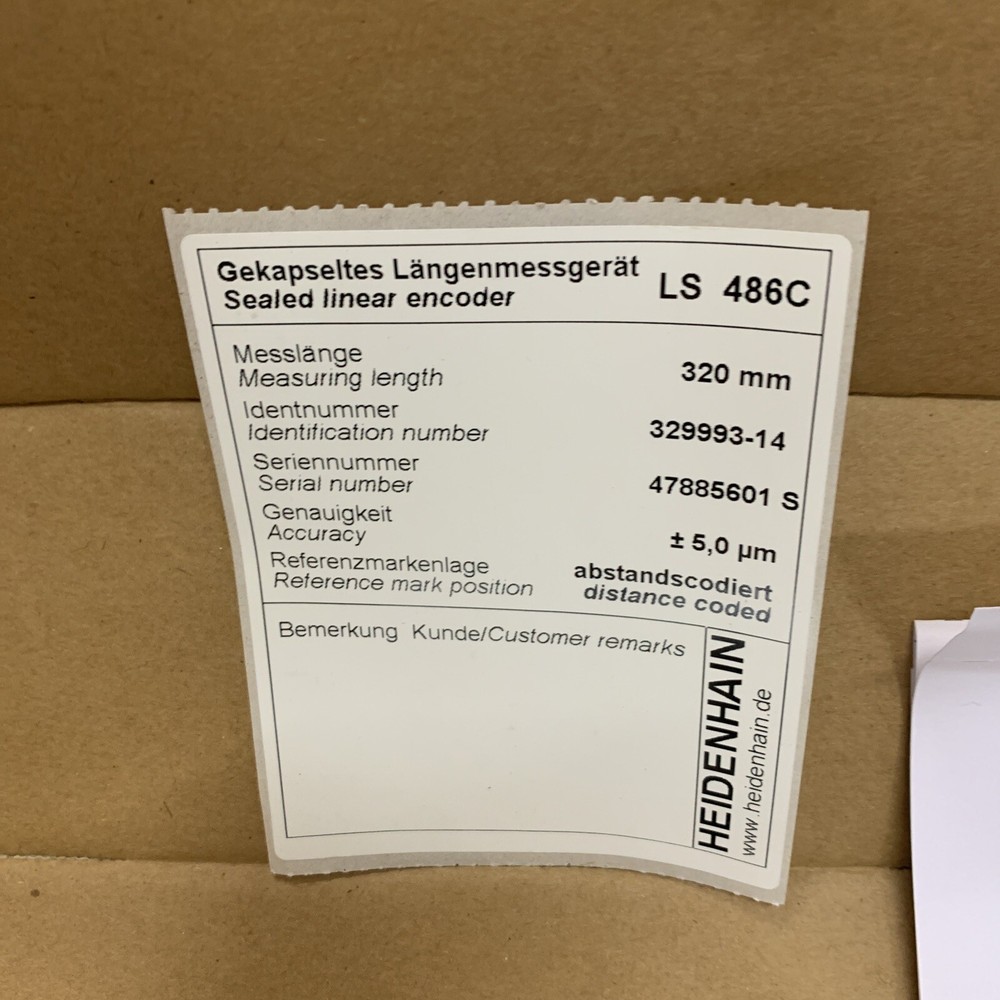 Gekapseltes Längenmessgerät LS 486C
Sealed linear encoder
Messlänge
Measuring length 320 mm
Identnummer
Identification number 329993-14
Seriennummer
Serial number 47885601 S
Genauigkeit
Accuracy ± 5,0 µm
Referenzmarkenlage abstandscodiert
Reference mark position distance coded
Bemerkung Kunde/Customer remarks
HEIDENHAIN
www.heidenhain.de